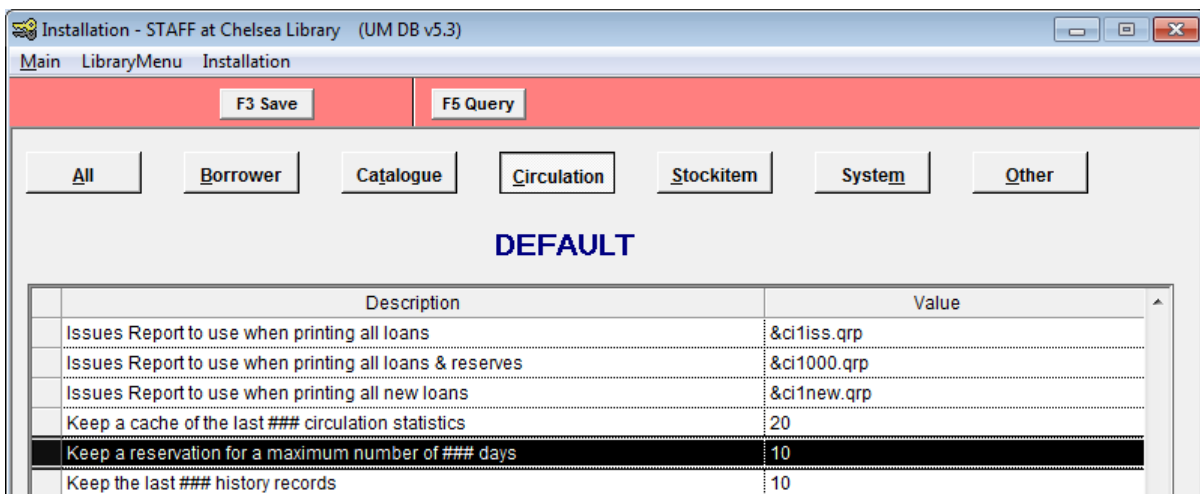 Installation - STAFF at Chelsea Library (UM DB v5.3)
Main LibraryMenu Installation
F3 Save F5 Query
All Borrower Catalogue Circulation Stockitem System Other
DEFAULT
Description Value
Issues Report to use when printing all loans &ci1iss.qrp
Issues Report to use when printing all loans & reserves &ci1000.qrp
Issues Report to use when printing all new loans &ci1new.qrp
Keep a cache of the last ### circulation statistics 20
Keep a reservation for a maximum number of ### days 10
Keep the last ### history records 10